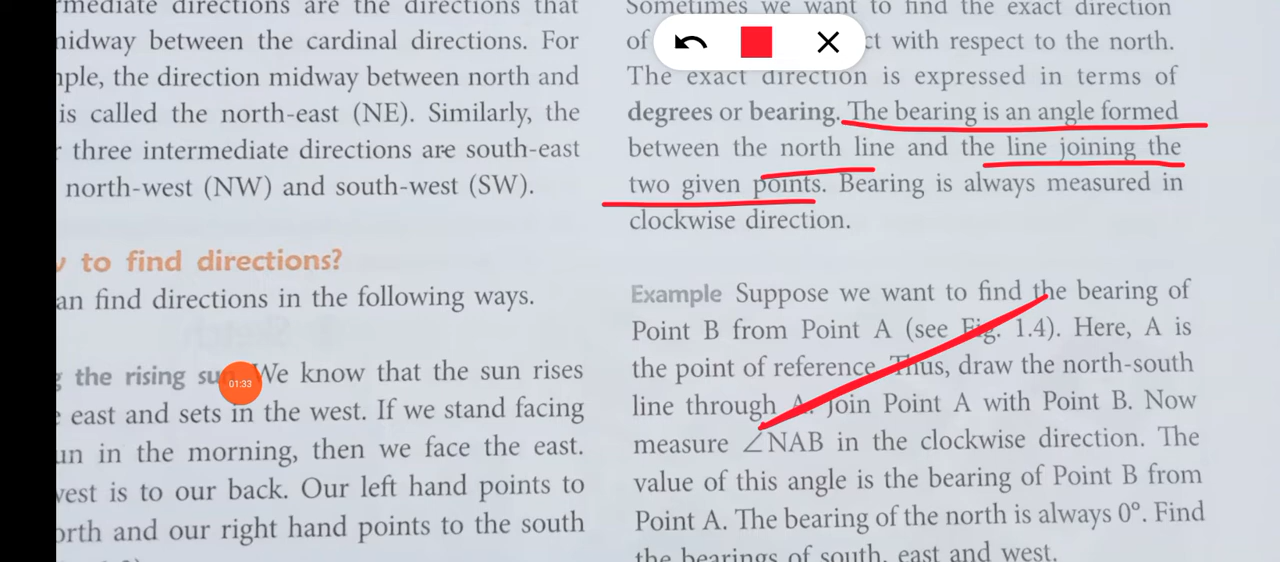 mediate directions are the directions that
midway between the cardinal directions. For
ple, the direction midway between north and
is called the north-east (NE). Similarly, the
three intermediate directions are south-east
north-west (NW) and south-west (SW).
to find directions?
an find directions in the following ways.
the rising We know that the sun rises
east and sets in the west. If we stand facing
un in the morning, then we face the east.
west is to our back. Our left hand points to
orth and our right hand points to the south
01:33
Sometimes we want to find the exact direction
of ct with respect to the north.
The exact direction is expressed in terms of
degrees or bearing. The bearing is an angle formed
between the north line and the line joining the
two given points. Bearing is always measured in
clockwise direction.
Example Suppose we want to find the bearing of
Point B from Point A (see Fig. 1.4). Here, A is
the point of reference. Thus, draw the north-south
line through A. Join Point A with Point B. Now
measure ∠NAB in the clockwise direction. The
value of this angle is the bearing of Point B from
Point A. The bearing of the north is always 0°. Find
the bearings of south, east and west.